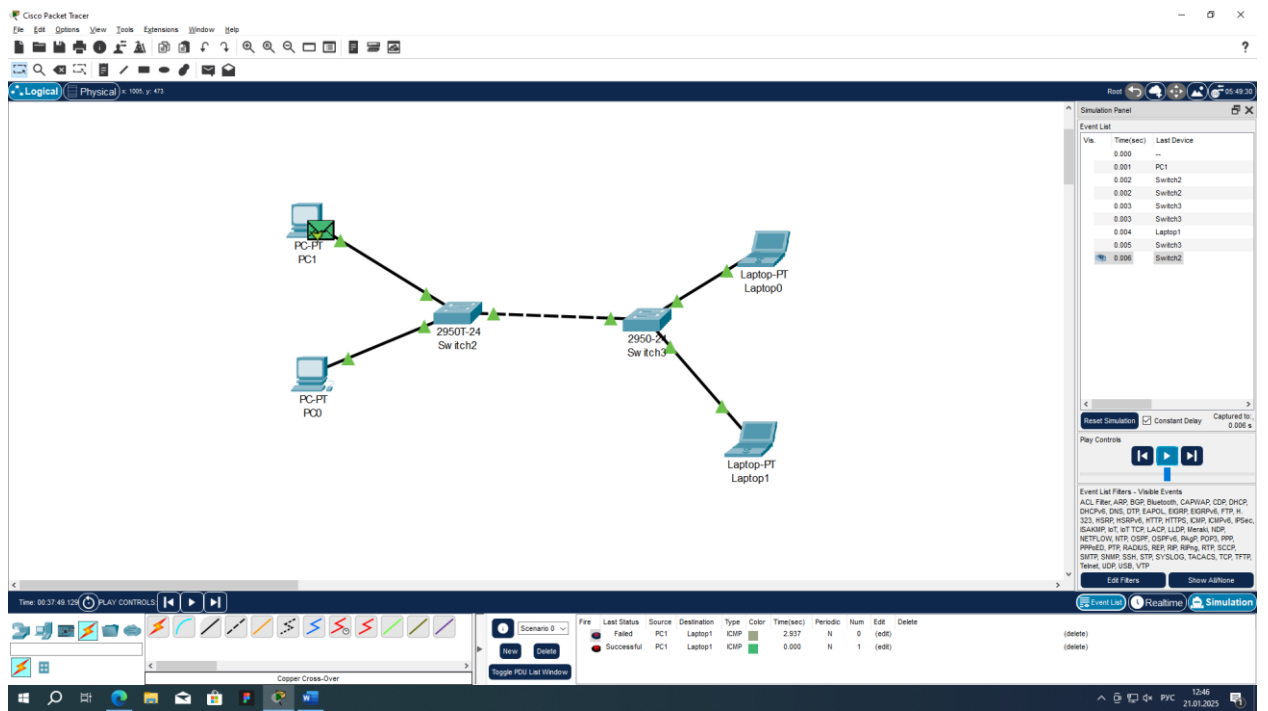 Cisco Packet Tracer
File Edit Options View Tools Extensions Window Help
?
Logical Physical x: 1005, y: 473 Root 05:49:30
Simulation Panel
Event List
Vis. Time(sec) Last Device
0.000 --
0.001 PC1
0.002 Switch2
0.002 Switch2
0.003 Switch3
0.003 Switch3
0.004 Laptop1
0.005 Switch3
0.006 Switch2
PC-PT
PC1
Laptop-PT
Laptop0
2950T-24
Switch2
2950-24
Switch3
PC-PT
PC0
Laptop-PT
Laptop1
Reset Simulation Constant Delay Captured to:
0.006 s
Play Controls
Event List Filters - Visible Events
ACL Filter, ARP, BGP, Bluetooth, CAPWAP, CDP, DHCP,
DHCPv6, DNS, DTP, EAPOL, EIGRP, EIGRPv6, FTP, H.
323, HSRP, HSRPv6, HTTP, HTTPS, ICMP, ICMPv6, IPSec,
ISAKMP, IoT, IoT TCP, LACP, LLDP, Meraki, NDP,
NETFLOW, NTP, OSPF, OSPFv6, PAgP, POP3, PPP,
PPPoED, PTP, RADIUS, REP, RIP, RIPng, RTP, SCCP,
SMTP, SNMP, SSH, STP, SYSLOG, TACACS, TCP, TFTP,
Telnet, UDP, USB, VTP
Edit Filters Show All/None
Time: 00:37:49.129 PLAY CONTROLS: Event List Realtime Simulation
Scenario 0
New Delete
Toggle PDU List Window
Fire Last Status Source Destination Type Color Time(sec) Periodic Num Edit Delete
Failed PC1 Laptop1 ICMP 2.937 N 0 (edit) (delete)
Successful PC1 Laptop1 ICMP 0.000 N 1 (edit) (delete)
Copper Cross-Over
РУС 12:46
21.01.2025